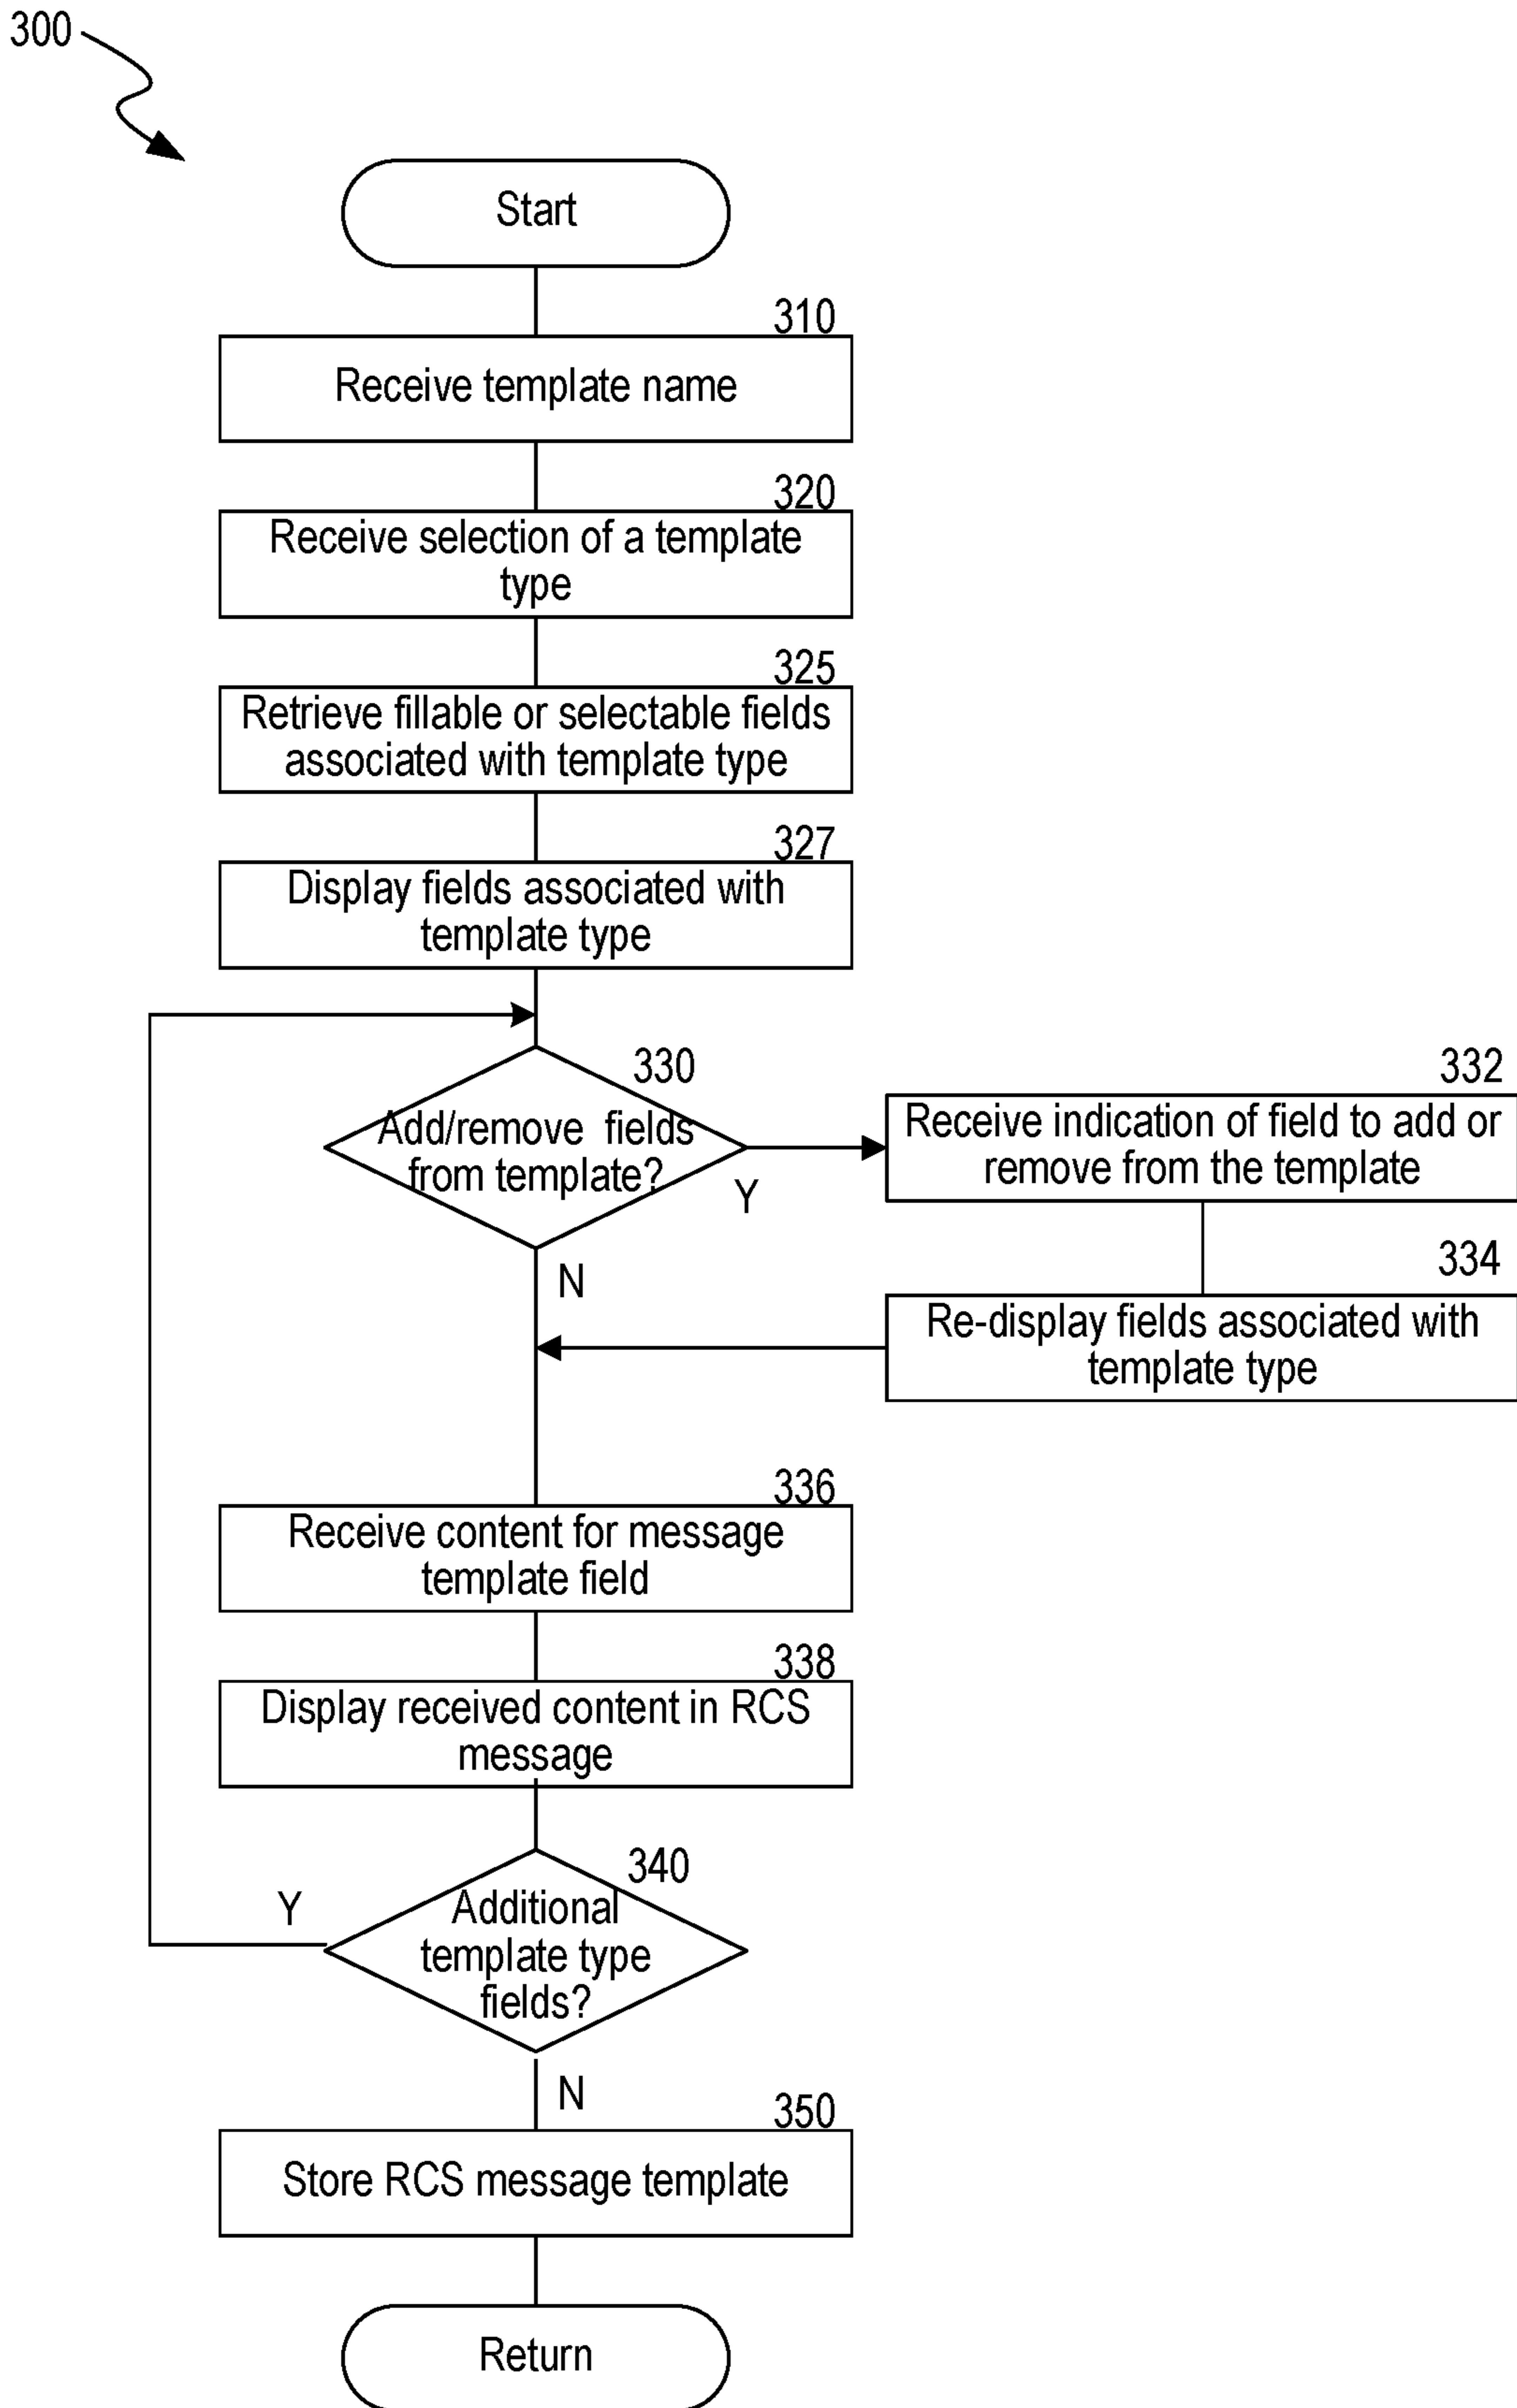 300
Start
310
Receive template name
320
Receive selection of a template
type
325
Retrieve fillable or selectable fields
associated with template type
327
Display fields associated with
template type
330
Add/remove fields
from template?
Y
N
332
Receive indication of field to add or
remove from the template
334
Re-display fields associated with
template type
336
Receive content for message
template field
338
Display received content in RCS
message
340
Additional
template type
fields?
Y
N
350
Store RCS message template
Return